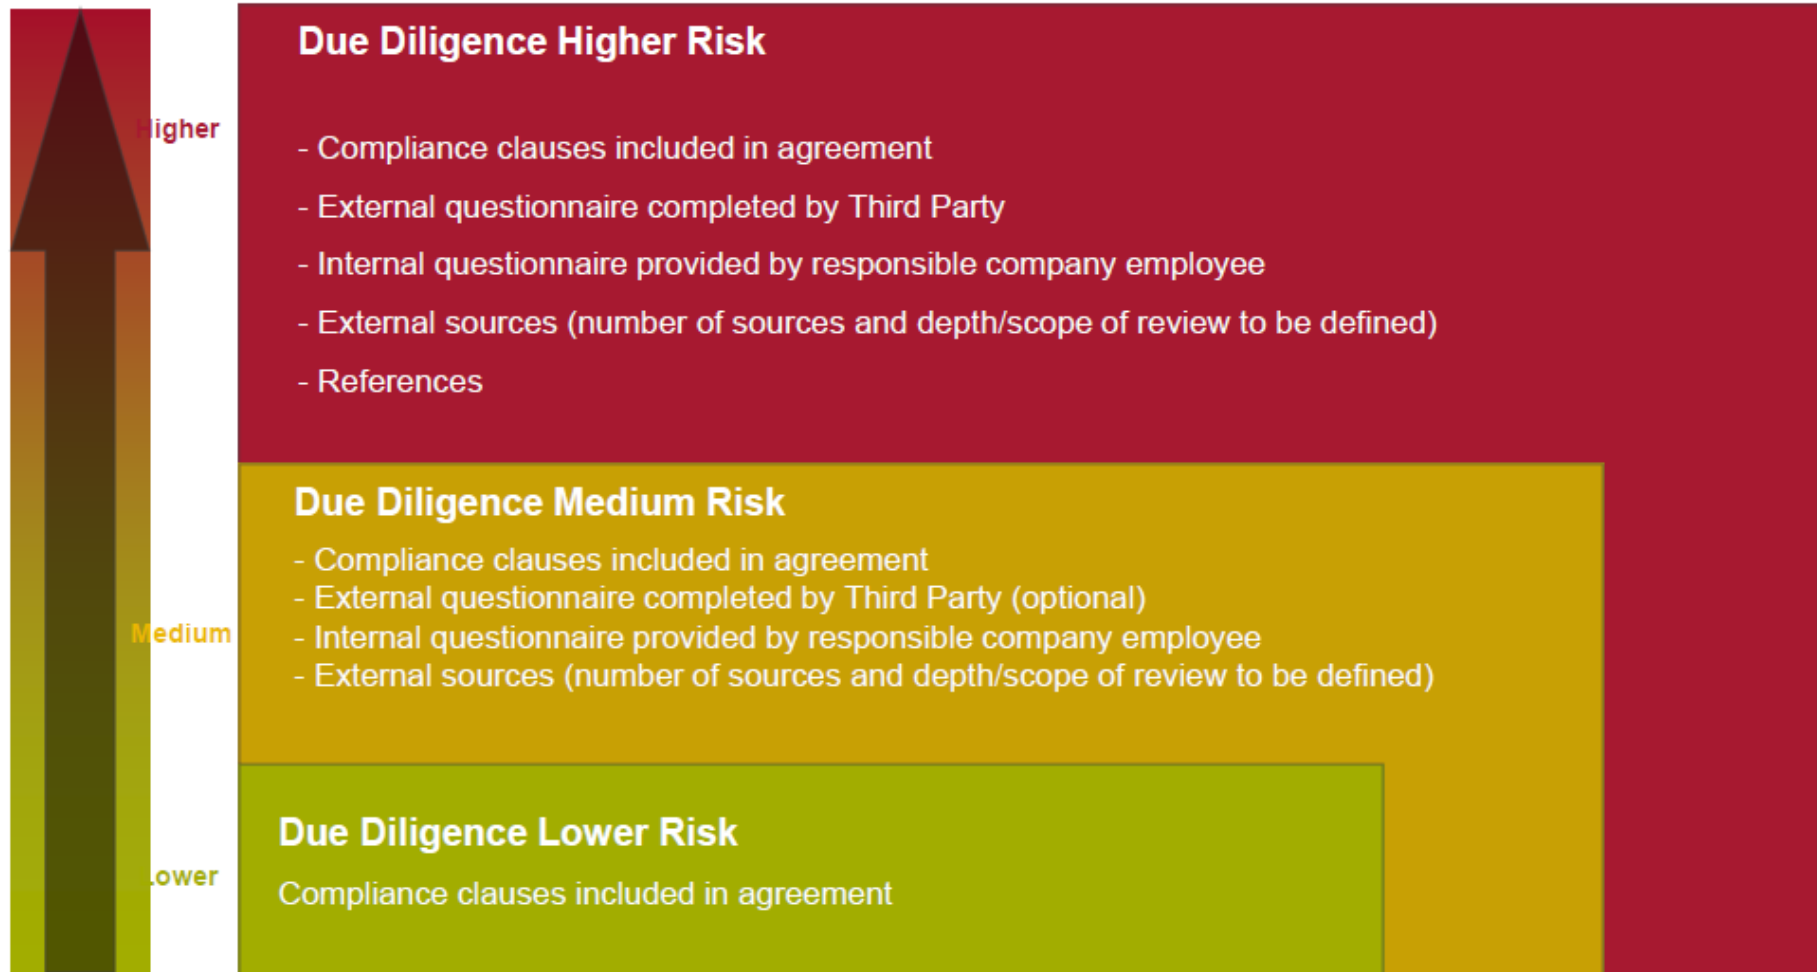 Due Diligence Higher Risk
Higher
- Compliance clauses included in agreement
- External questionnaire completed by Third Party
- Internal questionnaire provided by responsible company employee
- External sources (number of sources and depth/scope of review to be defined)
- References
Due Diligence Medium Risk
- Compliance clauses included in agreement
- External questionnaire completed by Third Party (optional)
Medium
- Internal questionnaire provided by responsible company employee
- External sources (number of sources and depth/scope of review to be defined)
Due Diligence Lower Risk
Lower
Compliance clauses included in agreement